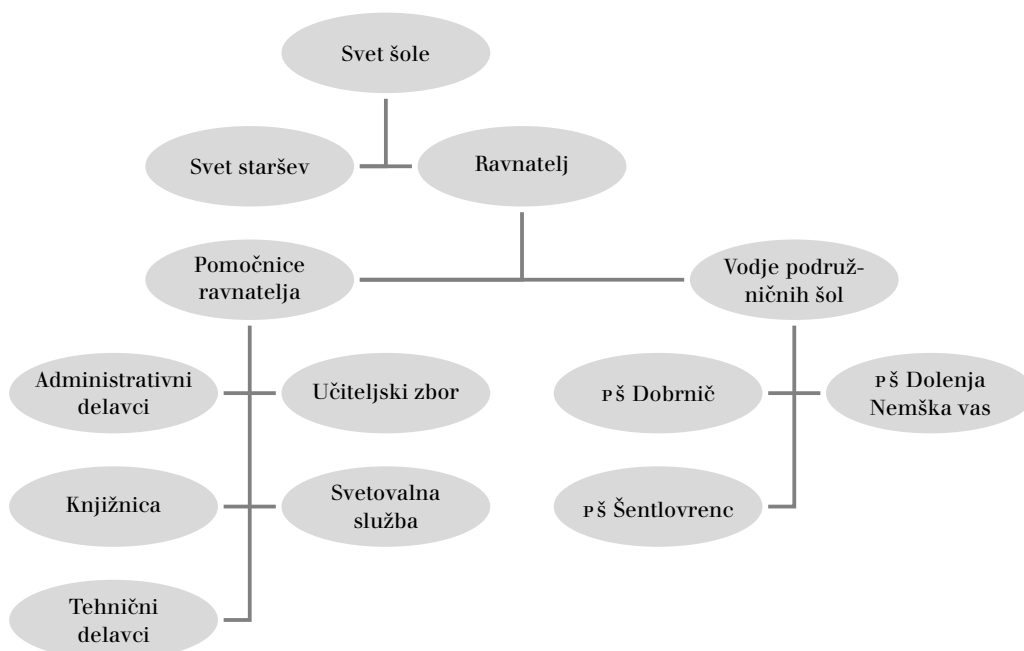 Svet šole
Svet staršev
Ravnatelj
Pomočnice
ravnatelja
Vodje podruž-
ničnih šol
Administrativni
delavci
Učiteljski zbor
PŠ Dobrnič
PŠ Dolenja
Nemška vas
Knjižnica
Svetovalna
služba
PŠ Šentlovrenc
Tehnični
delavci